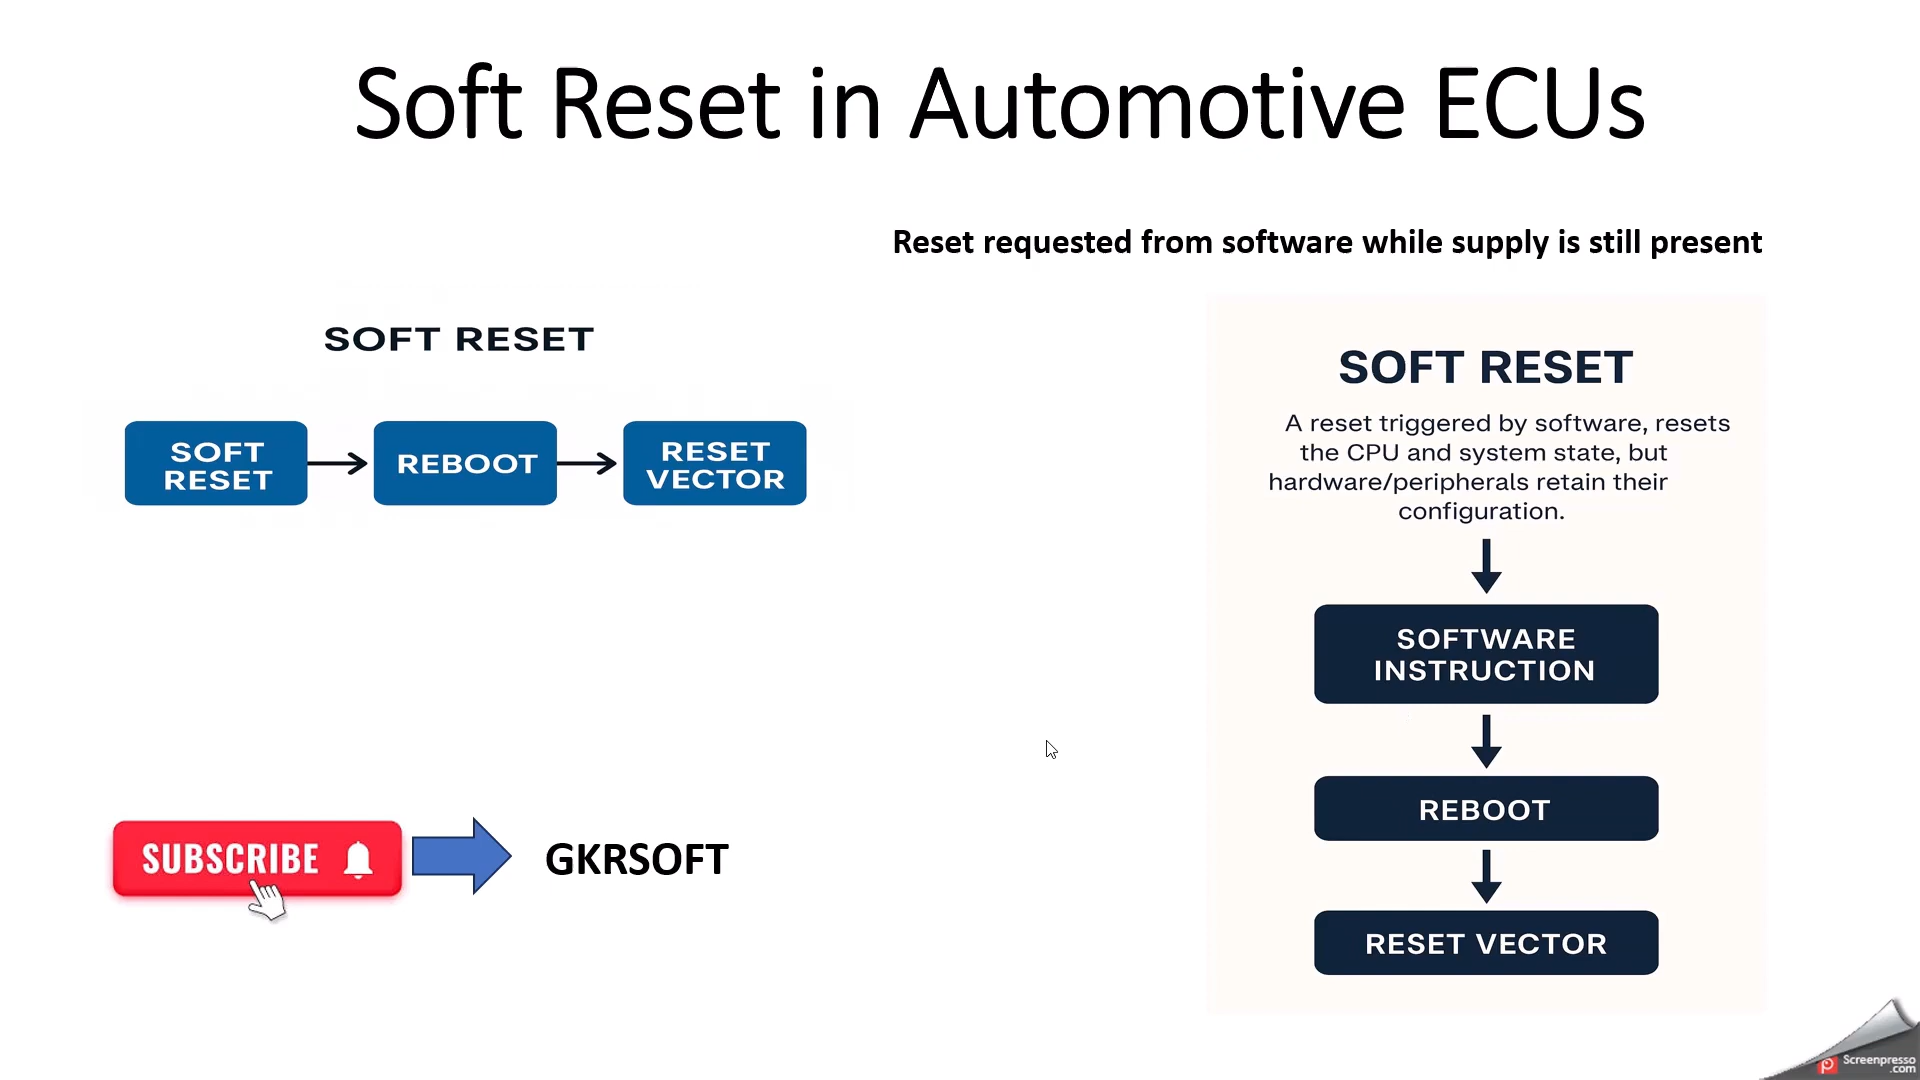 Soft Reset in Automotive ECUs
Reset requested from software while supply is still present
SOFT RESET
SOFT
RESET
REBOOT
RESET
VECTOR
SUBSCRIBE
GKRSOFT
SOFT RESET
A reset triggered by software, resets
the CPU and system state, but
hardware/peripherals retain their
configuration.
SOFTWARE
INSTRUCTION
REBOOT
RESET VECTOR
Screenpresso
.com